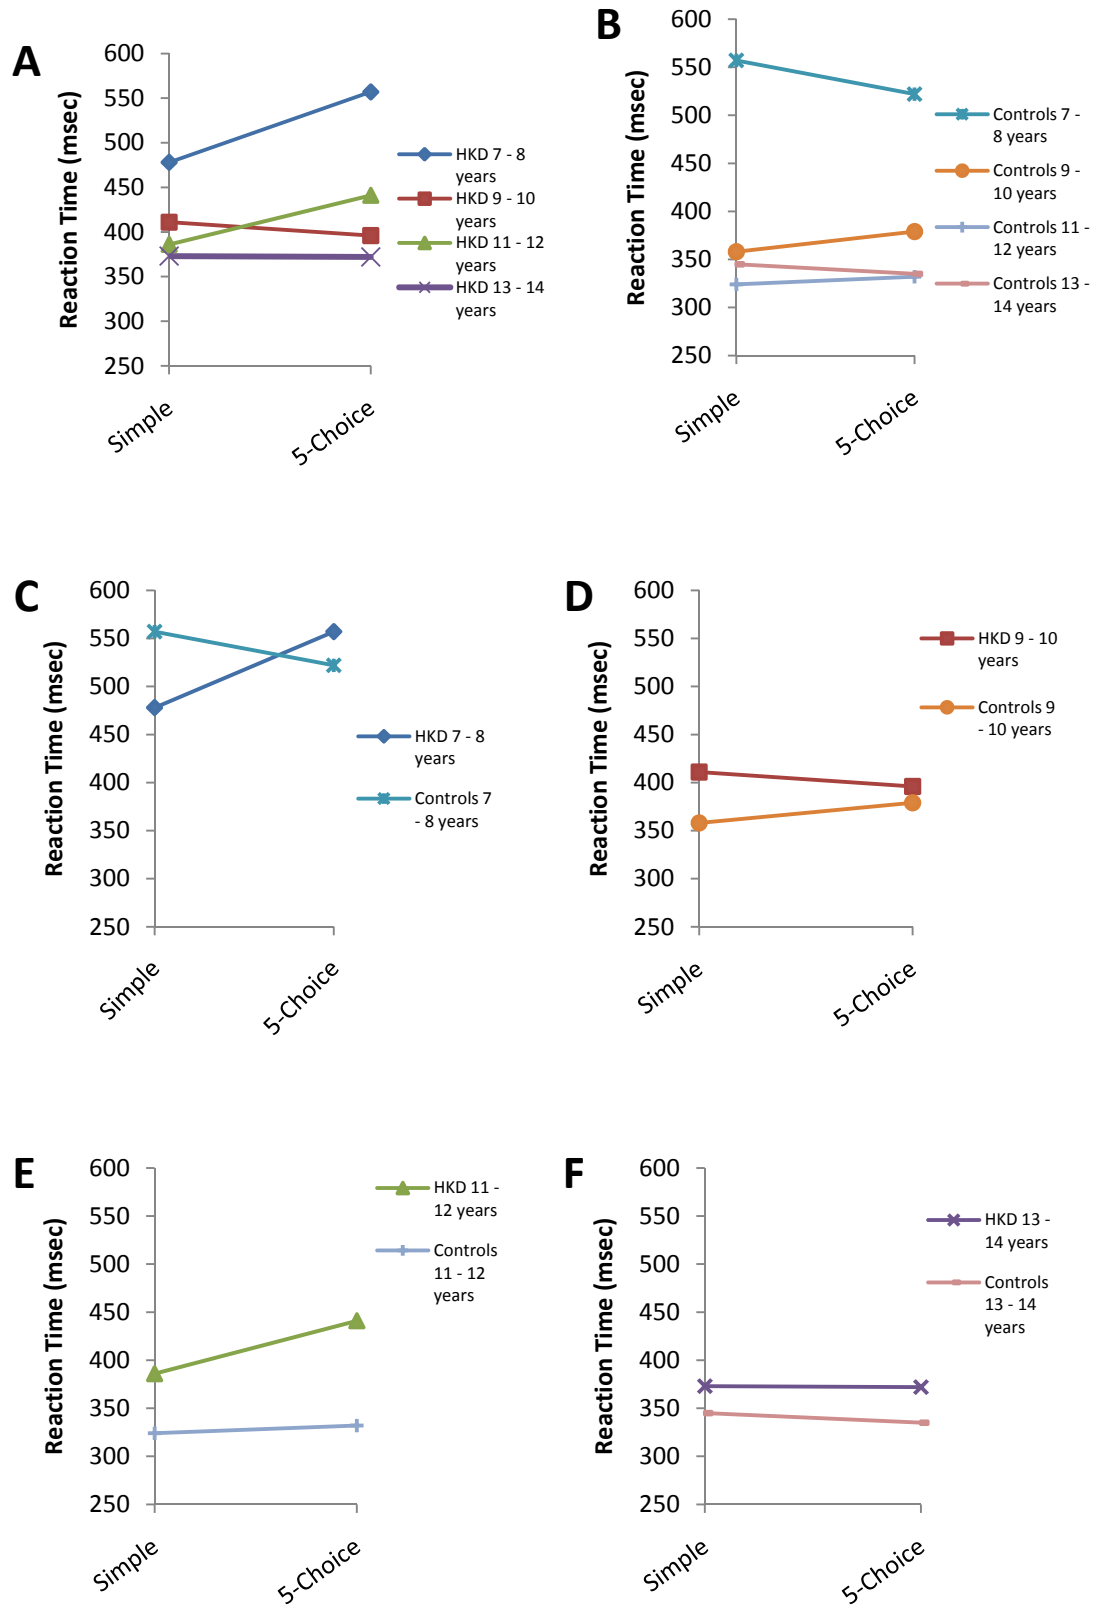 A
Reaction Time (msec)
600
550
500
450
400
350
300
250
Simple
5-Choice
HKD 7 - 8
years
HKD 9 - 10
years
HKD 11 - 12
years
HKD 13 - 14
years
B
Reaction Time (msec)
600
550
500
450
400
350
300
250
Simple
5-Choice
Controls 7 -
8 years
Controls 9 -
10 years
Controls 11 -
12 years
Controls 13 -
14 years
C
Reaction Time (msec)
600
550
500
450
400
350
300
250
Simple
5-Choice
HKD 7 - 8
years
Controls 7
- 8 years
D
Reaction Time (msec)
600
550
500
450
400
350
300
250
Simple
5-Choice
HKD 9 - 10
years
Controls 9
- 10 years
E
Reaction Time (msec)
600
550
500
450
400
350
300
250
Simple
5-Choice
HKD 11 -
12 years
Controls
11 - 12
years
F
Reaction Time (msec)
600
550
500
450
400
350
300
250
Simple
5-Choice
HKD 13 -
14 years
Controls
13 - 14
years